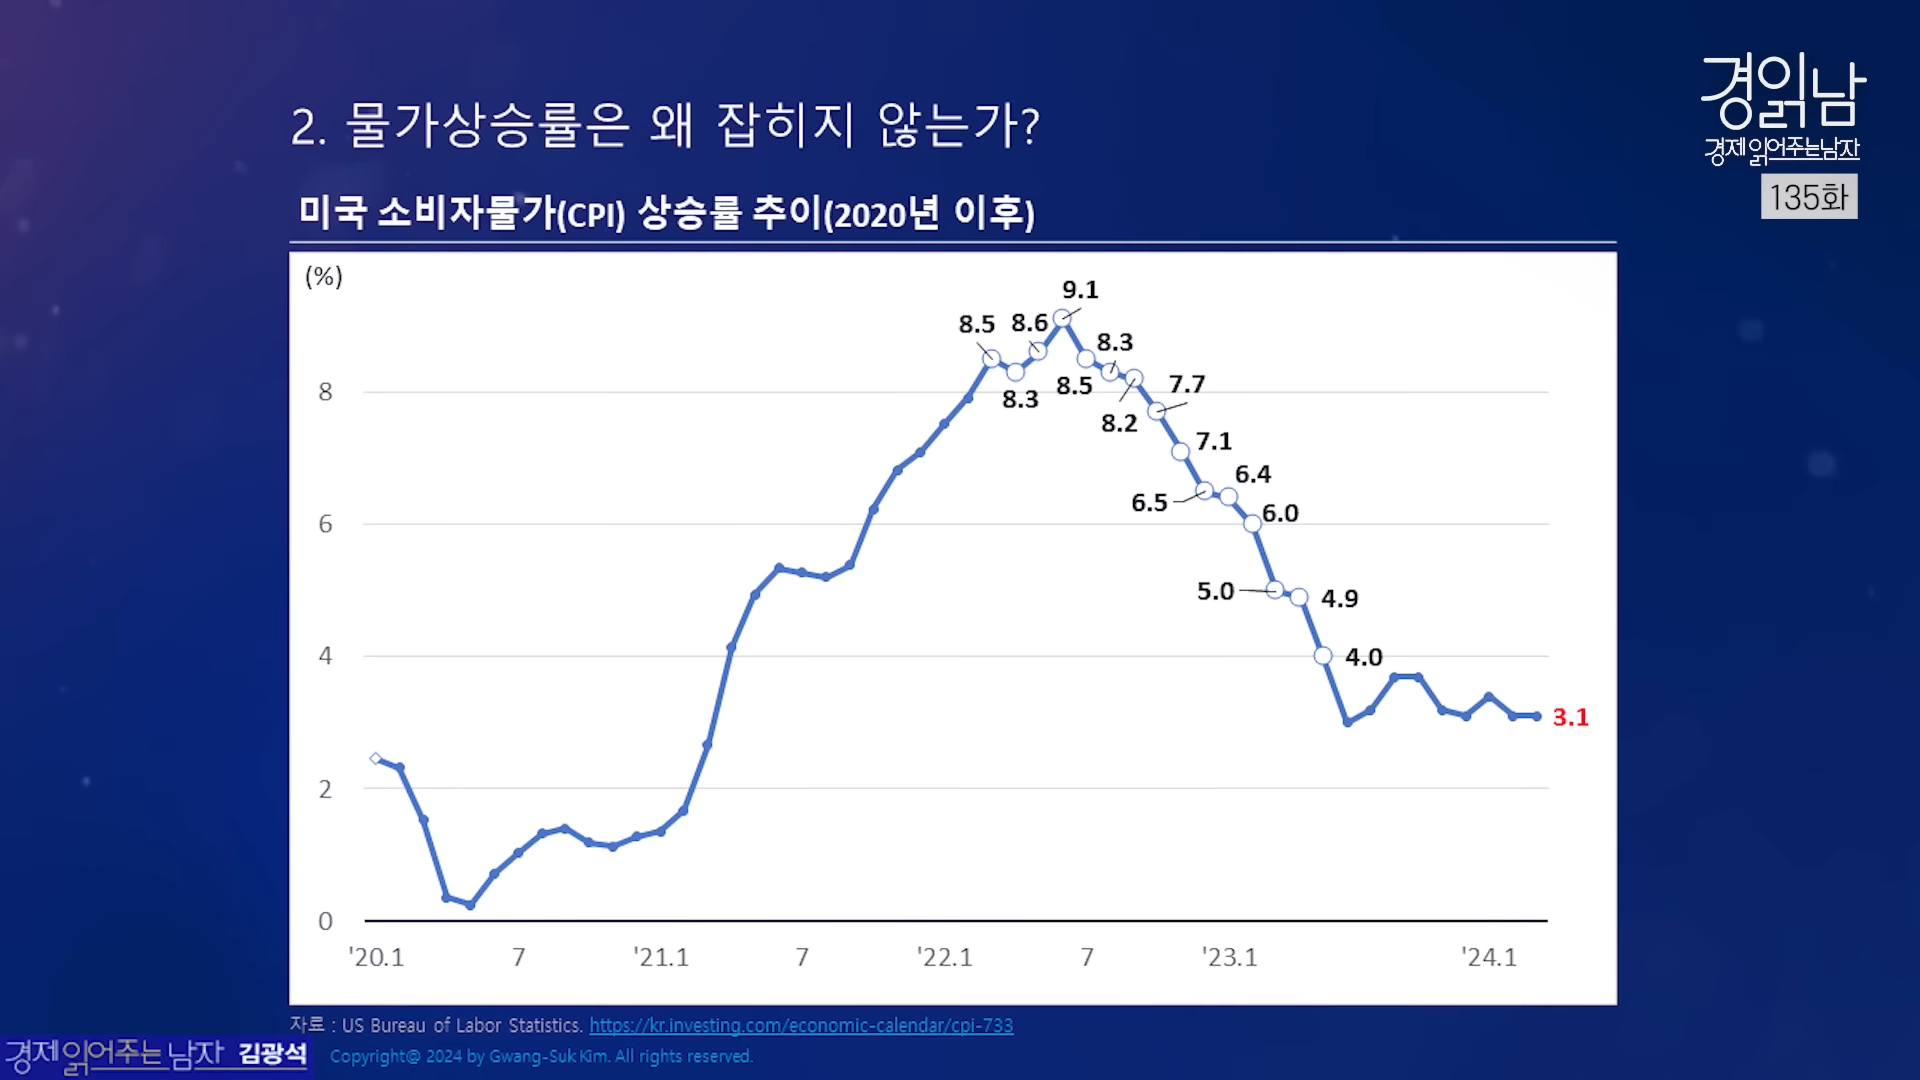 경읽남
경제 읽어주는남자
135화
2. 물가상승률은 왜 잡히지 않는가?
미국 소비자물가(CPI) 상승률 추이(2020년 이후)
(%)
9.1
8.5 8.6
8.3
8
8.5
7.7
8.3
8.2
7.1
6.4
6.5
6.0
6
5.0
4.9
4
4.0
3.1
2
0
'20.1 7 '21.1 7 '22.1 7 '23.1 '24.1
자료 : US Bureau of Labor Statistics. https://kr.investing.com/economic-calendar/cpi-733
경제 읽어주는 남자 김광석
Copyright@ 2024 by Gwang-Suk Kim. All rights reserved.